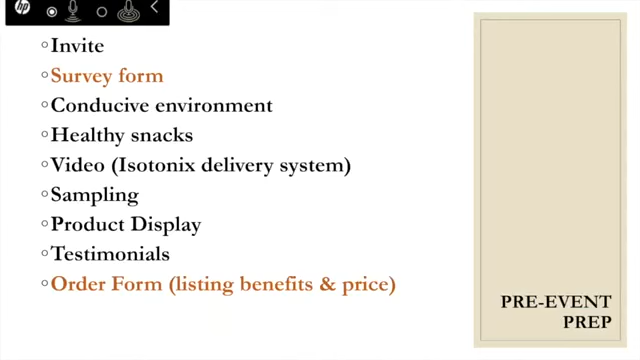 hp
Invite
Survey form
Conducive environment
Healthy snacks
Video (Isotonix delivery system)
Sampling
Product Display
Testimonials
Order Form (listing benefits & price)
PRE-EVENT
PREP